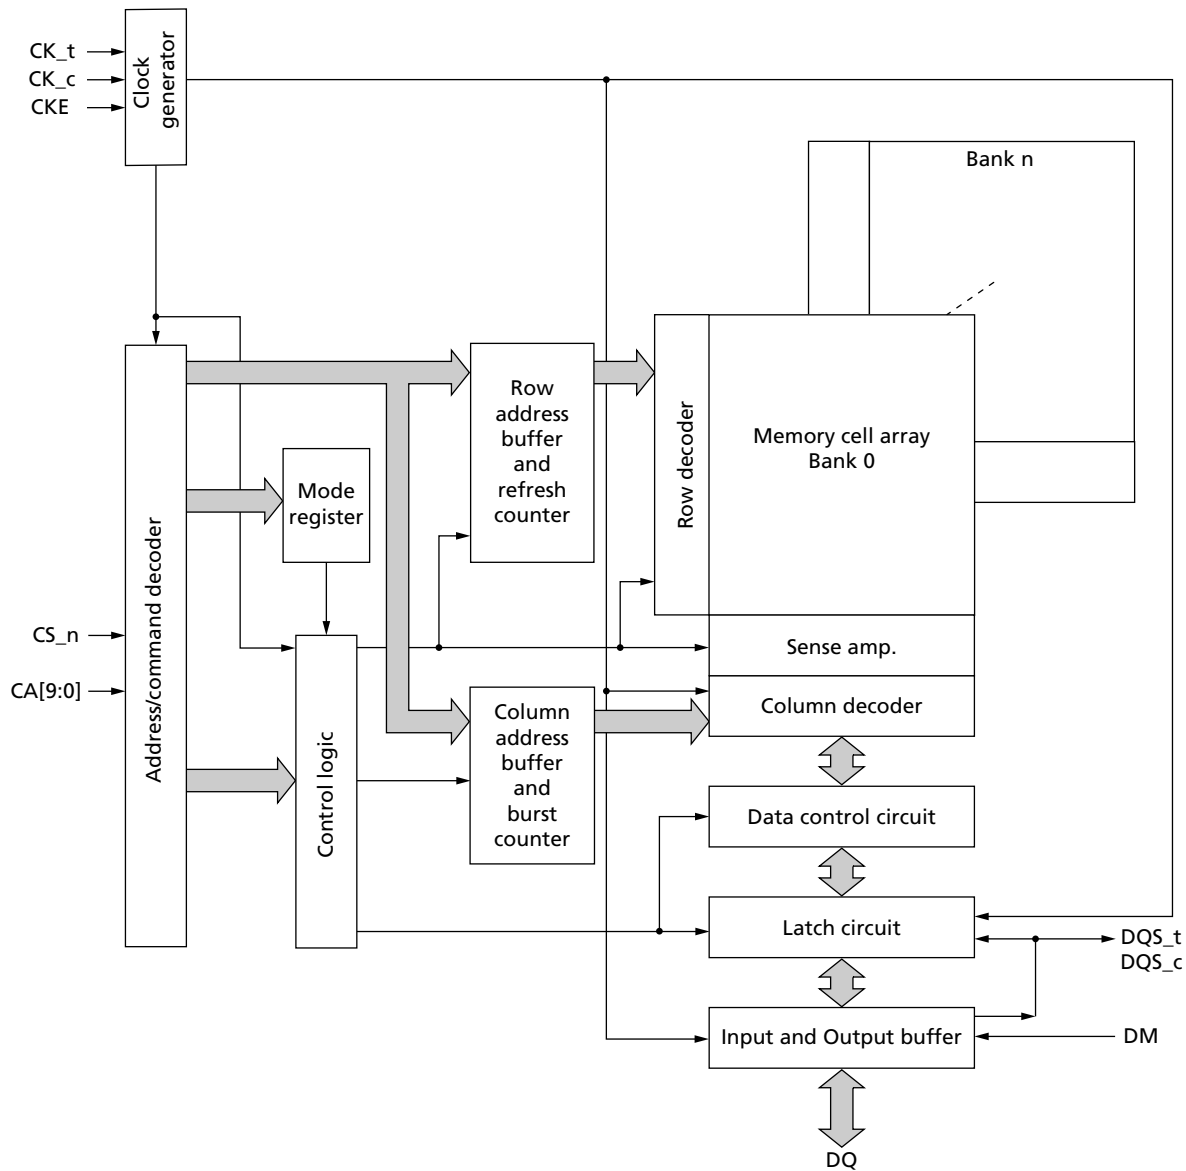 CK_t
CK_c
CKE
Clock
generator
Bank n
Row
address
buffer
and
refresh
counter
Row decoder
Memory cell array
Bank 0
Mode
register
Address/command decoder
CS_n
CA[9:0]
Control logic
Sense amp.
Column decoder
Column
address
buffer
and
burst
counter
Data control circuit
Latch circuit
DQS_t
DQS_c
Input and Output buffer
DM
DQ